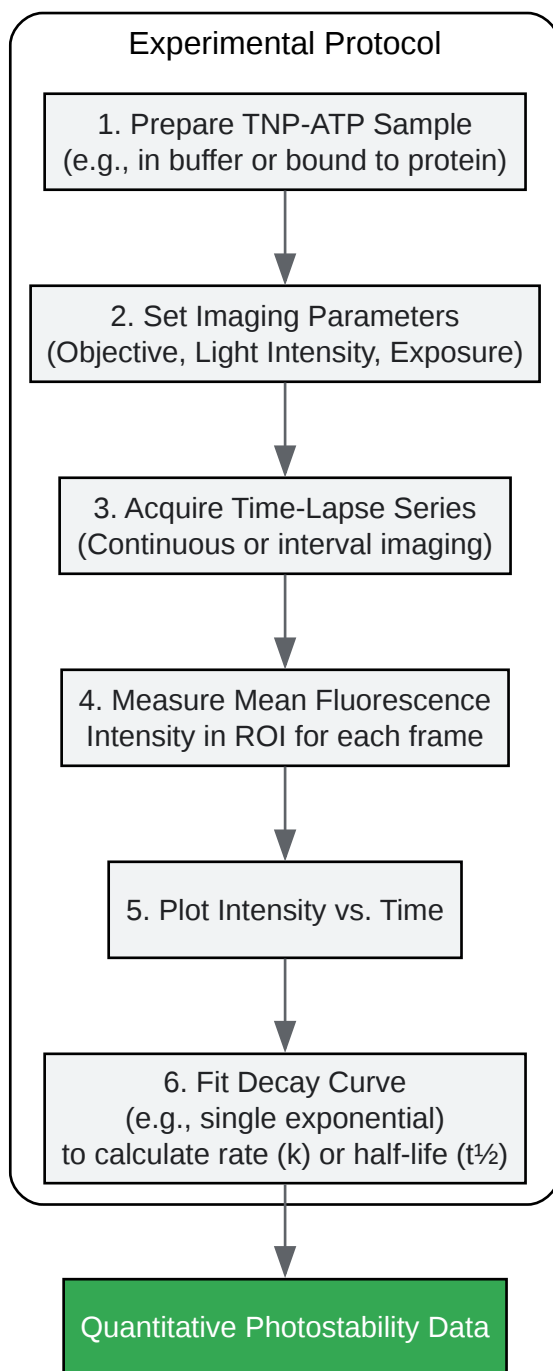 Experimental Protocol
1. Prepare TNP-ATP Sample
(e.g., in buffer or bound to protein)
2. Set Imaging Parameters
(Objective, Light Intensity, Exposure)
3. Acquire Time-Lapse Series
(Continuous or interval imaging)
4. Measure Mean Fluorescence
Intensity in ROI for each frame
5. Plot Intensity vs. Time
6. Fit Decay Curve
(e.g., single exponential)
to calculate rate (k) or half-life (t½)
Quantitative Photostability Data